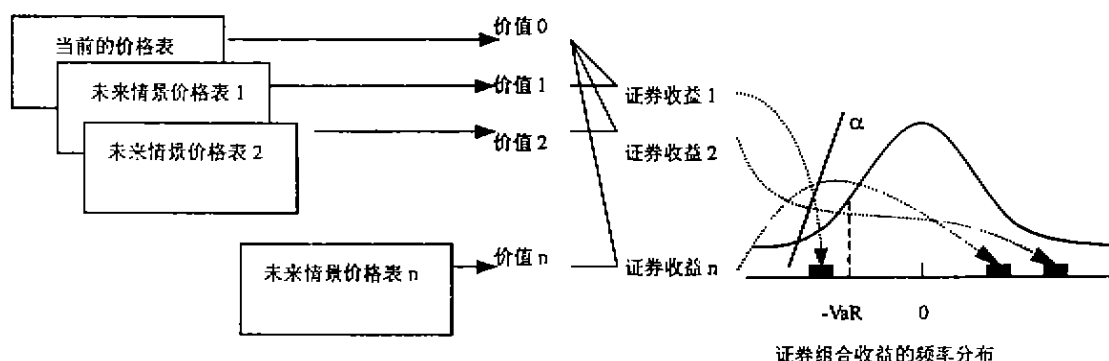 当前的价格表
价值 0
未来情景价格表 1
价值 1
证券收益 1
未来情景价格表 2
价值 2
证券收益 2
α
未来情景价格表 n
价值 n
证券收益 n
-VaR
0
证券组合收益的频率分布